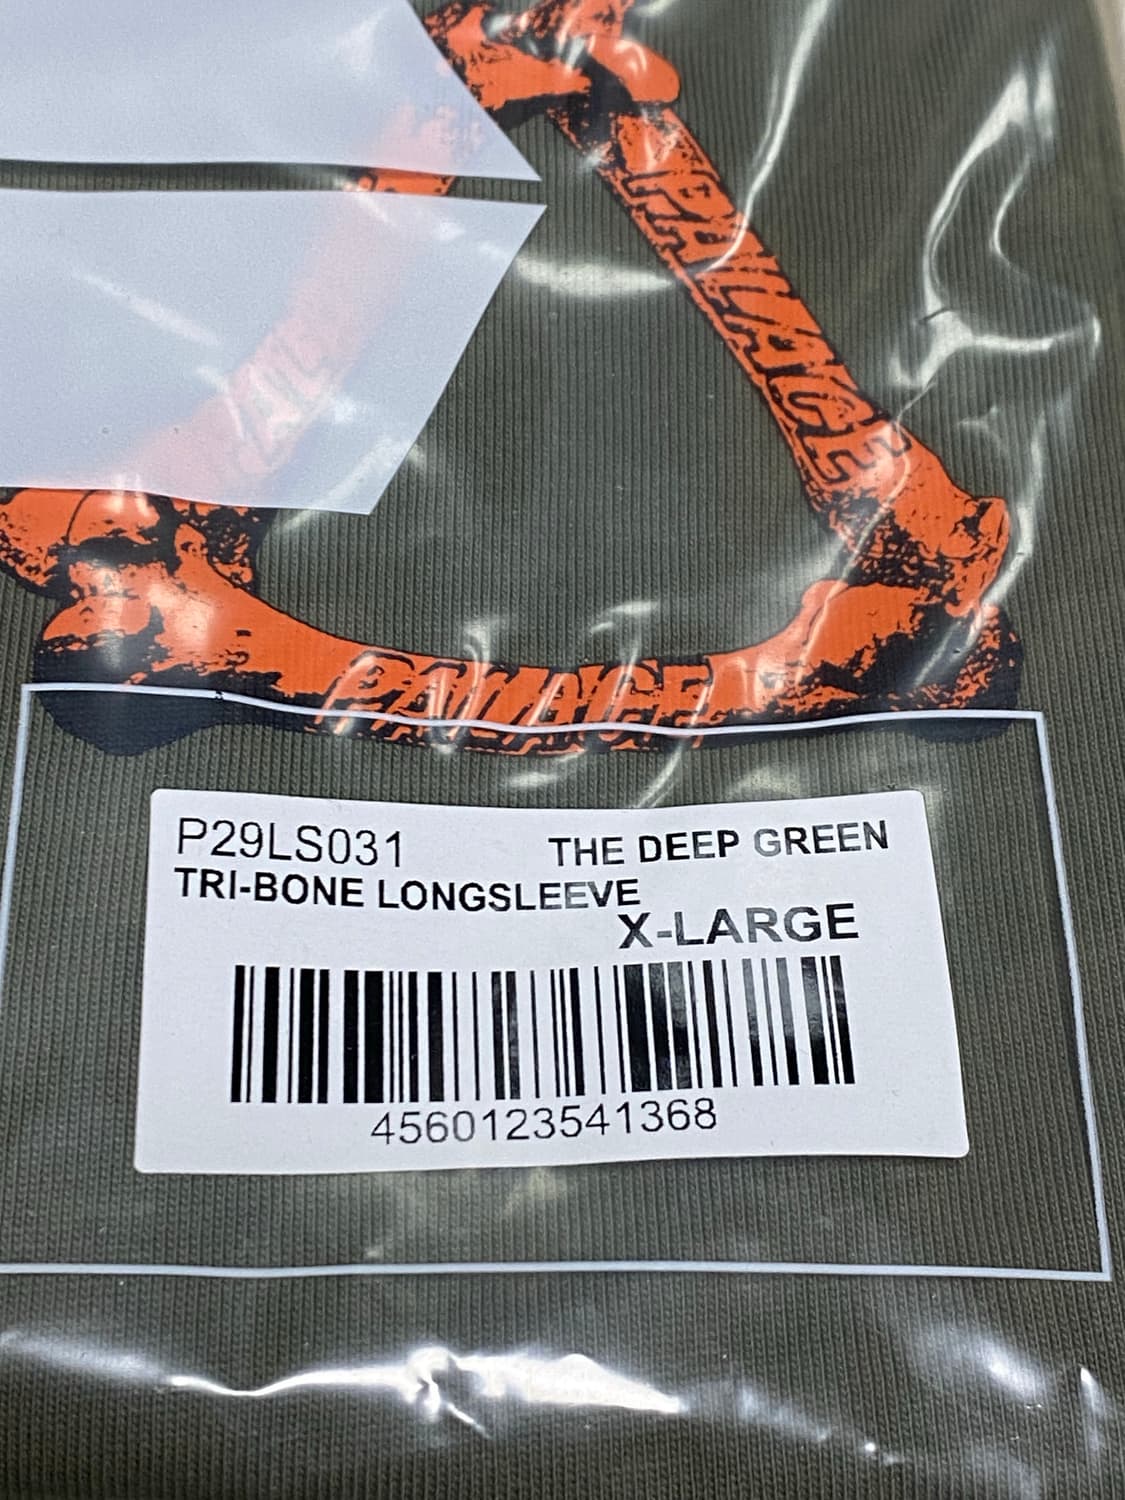 PALACE
PALACE
P29LS031
THE DEEP GREEN
TRI-BONE LONGSLEEVE
X-LARGE
4560123541368